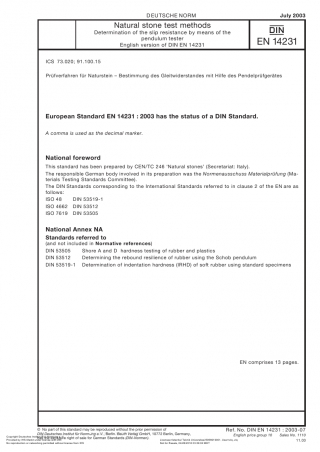 DEUTSCHE NORM
July 2003
Natural stone test methods
Determination of the slip resistance by means of the
pendulum tester
English version of DIN EN 14231
DIN
EN 14231
ICS 73.020; 91.100.15
Prüfverfahren für Naturstein – Bestimmung des Gleitwiderstandes mit Hilfe des Pendelprüfgerätes
European Standard EN 14231 : 2003 has the status of a DIN Standard.
A comma is used as the decimal marker.
National foreword
This standard has been prepared by CEN/TC 246 'Natural stones' (Secretariat: Italy).
The responsible German body involved in its preparation was the Normenausschuss Materialprüfung (Ma-
terials Testing Standards Committee).
The DIN Standards corresponding to the International Standards referred to in clause 2 of the EN are as
follows:
ISO 48 DIN 53519-1
ISO 4662 DIN 53512
ISO 7619 DIN 53505
National Annex NA
Standards referred to
(and not included in Normative references)
DIN 53505 Shore A and D hardness testing of rubber and plastics
DIN 53512 Determining the rebound resilience of rubber using the Schob pendulum
DIN 53519-1 Determination of indentation hardness (IRHD) of soft rubber using standard specimens
EN comprises 13 pages.
© No part of this standard may be reproduced without the prior permission of
DIN Deutsches Institut für Normung e.V., Berlin. Beuth Verlag GmbH, 10772 Berlin, Germany,
right of sale for German Standards (DIN-Normen).
Ref. No. DIN EN 14231 : 2003-07
English price group 10 Sales No. 1110
11.03